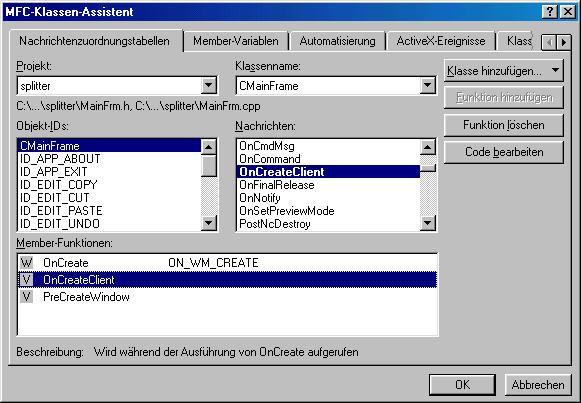 MFC-Klassen-Assistent
Nachrichtenzuordnungstabellen Member-Variablen Automatisierung ActiveX-Ereignisse Klass
Projekt: Klassenname:
splitter CMainFrame
Klasse hinzufügen...
C:\...\splitter\MainFrm.h, C:\...\splitter\MainFrm.cpp
Funktion hinzufügen
Objekt-IDs: Nachrichten:
Funktion löschen
CMainFrame OnCmdMsg
ID_APP_ABOUT OnCommand
Code bearbeiten
ID_APP_EXIT OnCreateClient
ID_EDIT_COPY OnFinalRelease
ID_EDIT_CUT OnNotify
ID_EDIT_PASTE OnSetPreviewMode
ID_EDIT_UNDO PostNcDestroy
Member-Funktionen:
W OnCreate ON_WM_CREATE
V OnCreateClient
V PreCreateWindow
Beschreibung: Wird während der Ausführung von OnCreate aufgerufen
OK Abbrechen